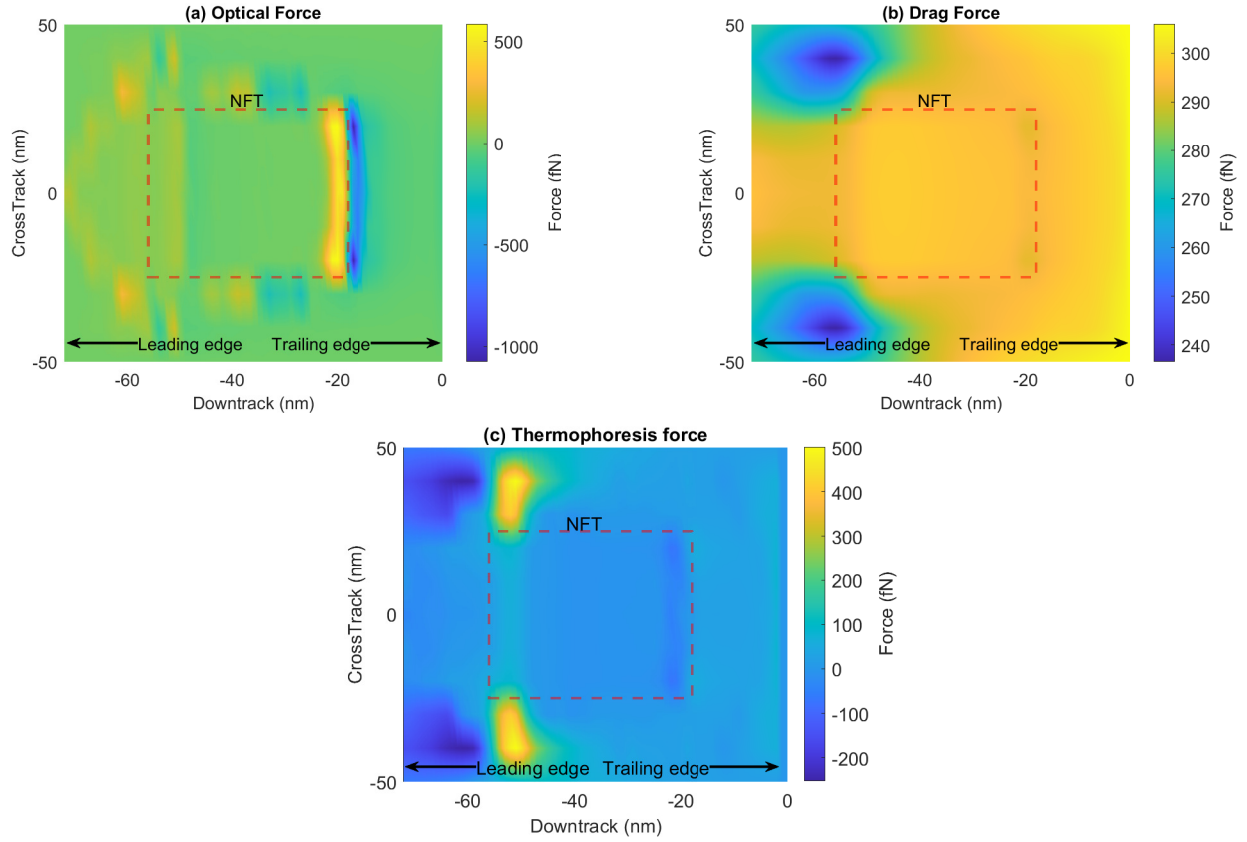 (a) Optical Force
50
0
-50
CrossTrack (nm)
NFT
Leading edge
Trailing edge
-60
-40
-20
0
Downtrack (nm)
500
0
-500
-1000
Force (fN)
(b) Drag Force
50
0
-50
CrossTrack (nm)
NFT
Leading edge
Trailing edge
-60
-40
-20
0
Downtrack (nm)
300
290
280
270
260
250
240
Force (fN)
(c) Thermophoresis force
50
0
-50
CrossTrack (nm)
NFT
Leading edge
Trailing edge
-60
-40
-20
0
Downtrack (nm)
500
400
300
200
100
0
-100
-200
Force (fN)